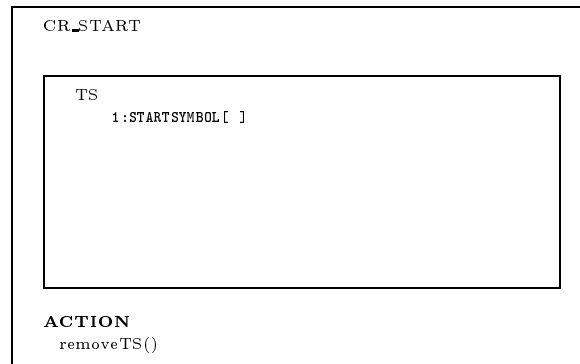 CR_START
TS
1:STARTSYMBOL[ ]
ACTION
removeTS()